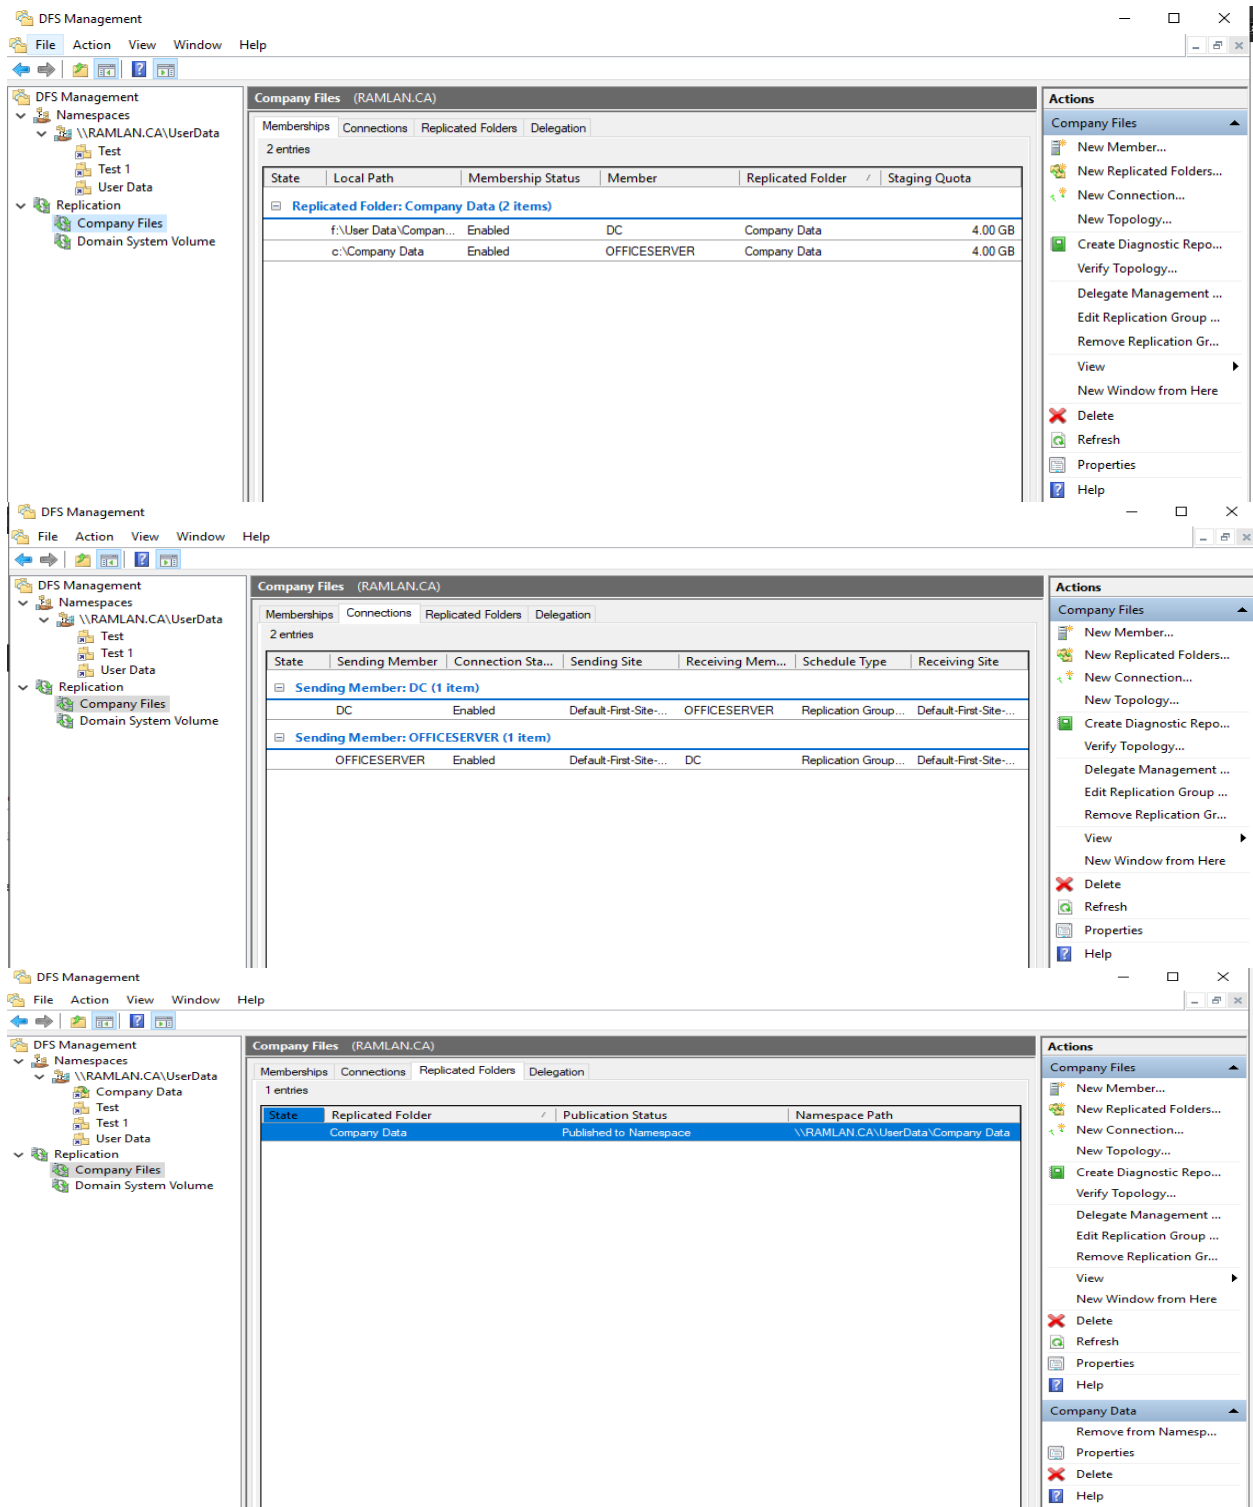 DFS Management
File Action View Window Help
DFS Management
Namespaces
\\RAMLAN.CA\UserData
Test
Test 1
User Data
Replication
Company Files
Domain System Volume
Company Files (RAMLAN.CA)
Memberships Connections Replicated Folders Delegation
2 entries
State Local Path Membership Status Member Replicated Folder Staging Quota
Replicated Folder: Company Data (2 items)
f:\User Data\Compan... Enabled DC Company Data 4.00 GB
c:\Company Data Enabled OFFICESERVER Company Data 4.00 GB
Actions
Company Files
New Member...
New Replicated Folders...
New Connection...
New Topology...
Create Diagnostic Repo...
Verify Topology...
Delegate Management ...
Edit Replication Group ...
Remove Replication Gr...
View
New Window from Here
Delete
Refresh
Properties
Help
DFS Management
File Action View Window Help
DFS Management
Namespaces
\\RAMLAN.CA\UserData
Test
Test 1
User Data
Replication
Company Files
Domain System Volume
Company Files (RAMLAN.CA)
Memberships Connections Replicated Folders Delegation
2 entries
State Sending Member Connection Sta... Sending Site Receiving Mem... Schedule Type Receiving Site
Sending Member: DC (1 item)
DC Enabled Default-First-Site-... OFFICESERVER Replication Group... Default-First-Site-...
Sending Member: OFFICESERVER (1 item)
OFFICESERVER Enabled Default-First-Site-... DC Replication Group... Default-First-Site-...
Actions
Company Files
New Member...
New Replicated Folders...
New Connection...
New Topology...
Create Diagnostic Repo...
Verify Topology...
Delegate Management ...
Edit Replication Group ...
Remove Replication Gr...
View
New Window from Here
Delete
Refresh
Properties
Help
DFS Management
File Action View Window Help
DFS Management
Namespaces
\\RAMLAN.CA\UserData
Company Data
Test
Test 1
User Data
Replication
Company Files
Domain System Volume
Company Files (RAMLAN.CA)
Memberships Connections Replicated Folders Delegation
1 entries
State Replicated Folder Publication Status Namespace Path
Company Data Published to Namespace \\RAMLAN.CA\UserData\Company Data
Actions
Company Files
New Member...
New Replicated Folders...
New Connection...
New Topology...
Create Diagnostic Repo...
Verify Topology...
Delegate Management ...
Edit Replication Group ...
Remove Replication Gr...
View
New Window from Here
Delete
Refresh
Properties
Help
Company Data
Remove from Namesp...
Properties
Delete
Help